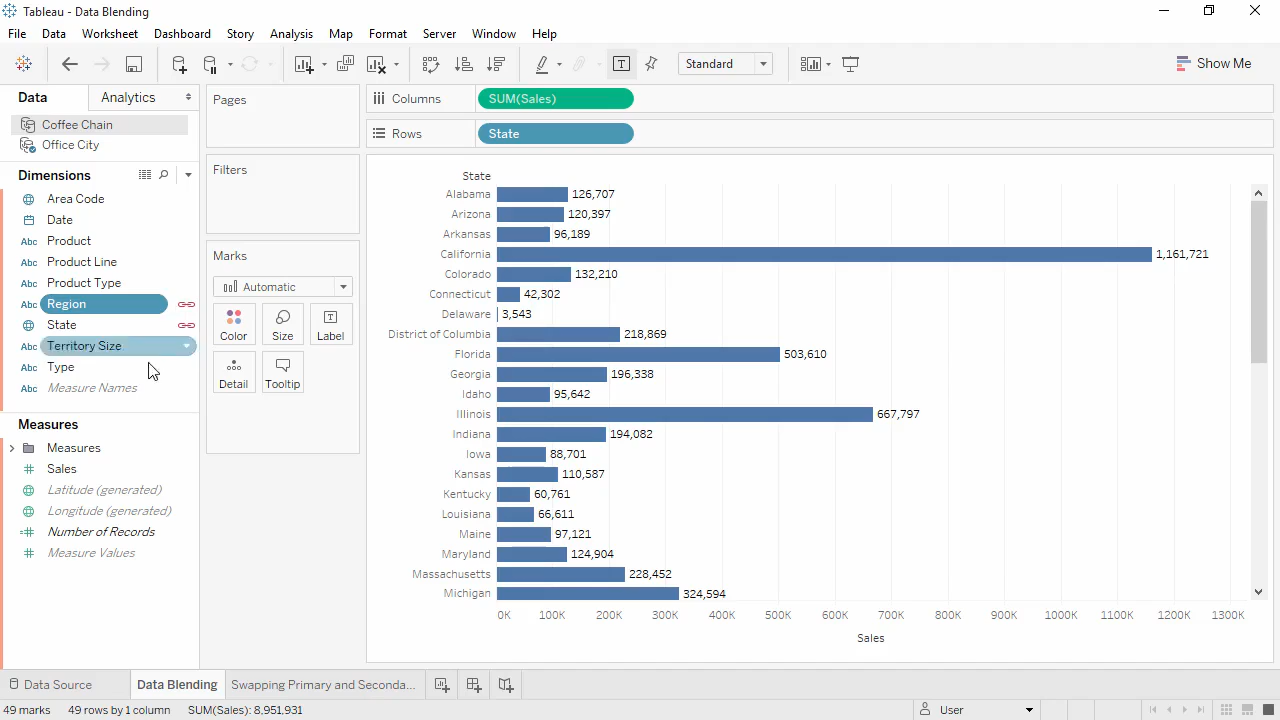 Tableau - Data Blending
File Data Worksheet Dashboard Story Analysis Map Format Server Window Help
Standard
Show Me
Data Analytics
Coffee Chain
Office City
Dimensions
Area Code
Date
Product
Product Line
Product Type
Region
State
Territory Size
Type
Measure Names
Abc
Abc
Abc
Abc
Abc
Abc
Abc
Measures
Measures
Sales
Latitude (generated)
Longitude (generated)
Number of Records
Measure Values
Pages
Filters
Marks
Automatic
Color Size Label
Detail Tooltip
Columns SUM(Sales)
Rows State
State
Alabama 126,707
Arizona 120,397
Arkansas 96,189
California 1,161,721
Colorado 132,210
Connecticut 42,302
Delaware 3,543
District of Columbia 218,869
Florida 503,610
Georgia 196,338
Idaho 95,642
Illinois 667,797
Indiana 194,082
Iowa 88,701
Kansas 110,587
Kentucky 60,761
Louisiana 66,611
Maine 97,121
Maryland 124,904
Massachusetts 228,452
Michigan 324,594
0K 100K 200K 300K 400K 500K 600K 700K 800K 900K 1000K 1100K 1200K 1300K
Sales
Data Source Data Blending Swapping Primary and Seconda...
49 marks 49 rows by 1 column SUM(Sales): 8,951,931 User